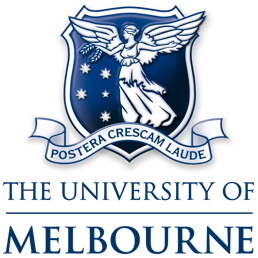 POSTERA CRESCAM LAUDE
THE UNIVERSITY OF
MELBOURNE